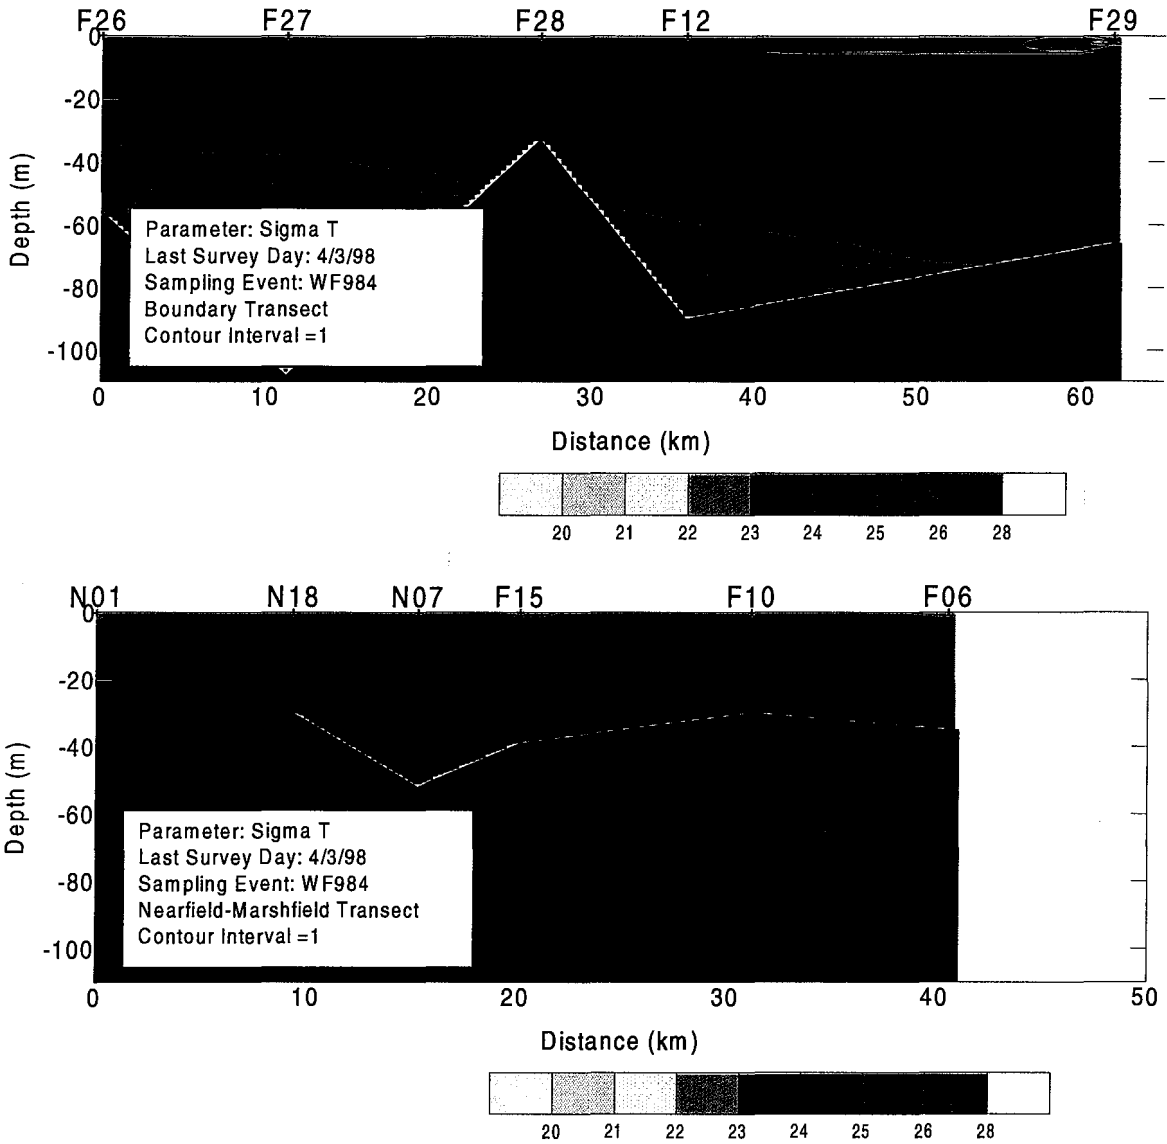 F26 F27 F28 F12 F29
0
-20
-40
-60
-80
-100
Depth (m)
Parameter: Sigma T
Last Survey Day: 4/3/98
Sampling Event: WF984
Boundary Transect
Contour Interval =1
0 10 20 30 40 50 60
Distance (km)
20 21 22 23 24 25 26 28
N01 N18 N07 F15 F10 F06
0
-20
-40
-60
-80
-100
Depth (m)
Parameter: Sigma T
Last Survey Day: 4/3/98
Sampling Event: WF984
Nearfield-Marshfield Transect
Contour Interval =1
0 10 20 30 40 50
Distance (km)
20 21 22 23 24 25 26 28